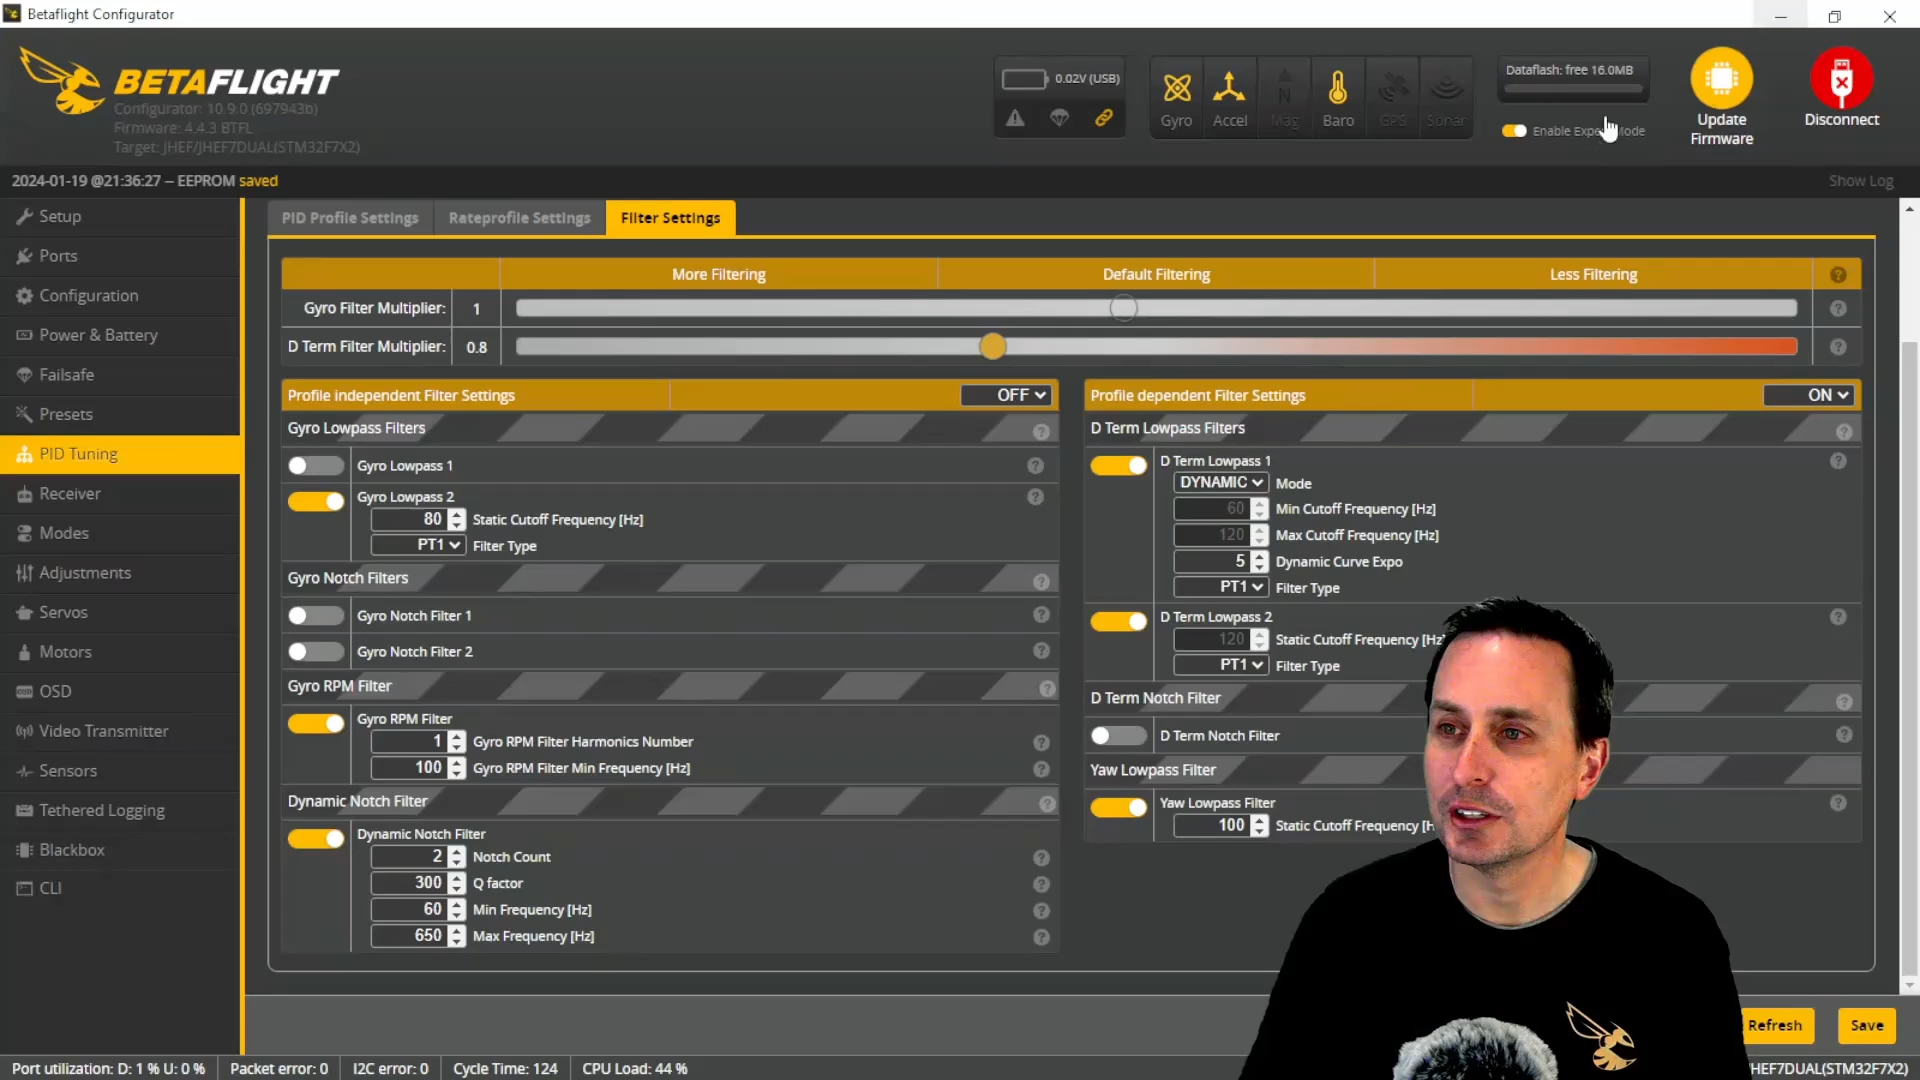 Betaflight Configurator
BETAFLIGHT
Configurator: 10.9.0 (697943b)
Firmware: 4.4.3 BTFL
Target: JHEF/JHEF7DUAL(STM32F7X2)
0.02V (USB)
Gyro
Accel
Mag
Baro
GPS
Sonar
Dataflash: free 16.0MB
Enable Expe Mode
Update
Firmware
Disconnect
2024-01-19 @21:36:27 -- EEPROM saved
Show Log
Setup
Ports
Configuration
Power & Battery
Failsafe
Presets
PID Tuning
Receiver
Modes
Adjustments
Servos
Motors
OSD
Video Transmitter
Sensors
Tethered Logging
Blackbox
CLI
PID Profile Settings
Rateprofile Settings
Filter Settings
More Filtering
Default Filtering
Less Filtering
Gyro Filter Multiplier: 1
D Term Filter Multiplier: 0.8
Profile independent Filter Settings OFF
Gyro Lowpass Filters
Gyro Lowpass 1
Gyro Lowpass 2
80 Static Cutoff Frequency [Hz]
PT1 Filter Type
Gyro Notch Filters
Gyro Notch Filter 1
Gyro Notch Filter 2
Gyro RPM Filter
Gyro RPM Filter
1 Gyro RPM Filter Harmonics Number
100 Gyro RPM Filter Min Frequency [Hz]
Dynamic Notch Filter
Dynamic Notch Filter
2 Notch Count
300 Q factor
60 Min Frequency [Hz]
650 Max Frequency [Hz]
Profile dependent Filter Settings ON
D Term Lowpass Filters
D Term Lowpass 1
DYNAMIC Mode
60 Min Cutoff Frequency [Hz]
120 Max Cutoff Frequency [Hz]
5 Dynamic Curve Expo
PT1 Filter Type
D Term Lowpass 2
120 Static Cutoff Frequency [Hz
PT1 Filter Type
D Term Notch Filter
D Term Notch Filter
Yaw Lowpass Filter
Yaw Lowpass Filter
100 Static Cutoff Frequency [H
Refresh
Save
Port utilization: D: 1 % U: 0 %
Packet error: 0
I2C error: 0
Cycle Time: 124
CPU Load: 44 %
HEF7DUAL(STM32F7X2)